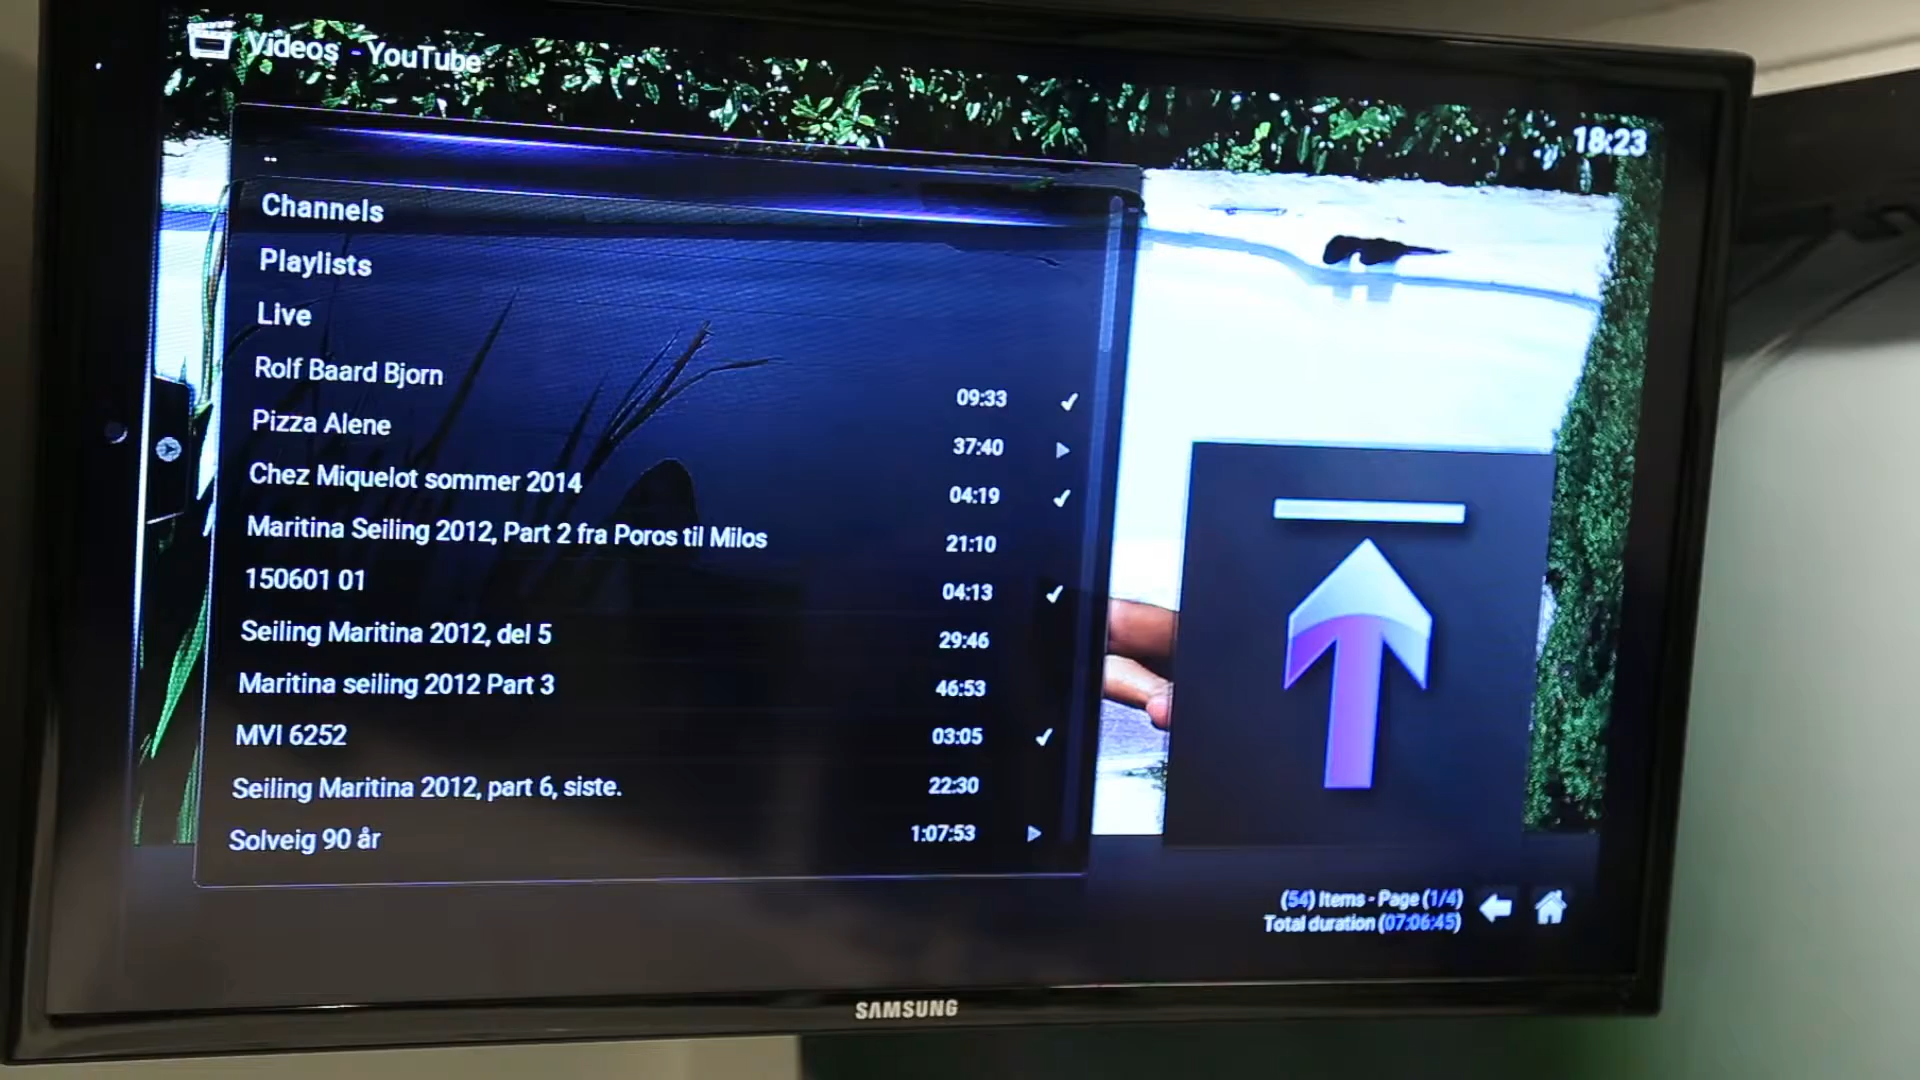 Videos - YouTube
18:23
..
Channels
Playlists
Live
Rolf Baard Bjorn 09:33
Pizza Alene 37:40
Chez Miquelot sommer 2014 04:19
Maritina Seiling 2012, Part 2 fra Poros til Milos 21:10
150601 01 04:13
Seiling Maritina 2012, del 5 29:46
Maritina seiling 2012 Part 3 46:53
MVI 6252 03:05
Seiling Maritina 2012, part 6, siste. 22:30
Solveig 90 år 1:07:53
(54) Items - Page (1/4)
Total duration (07:06:45)
SAMSUNG